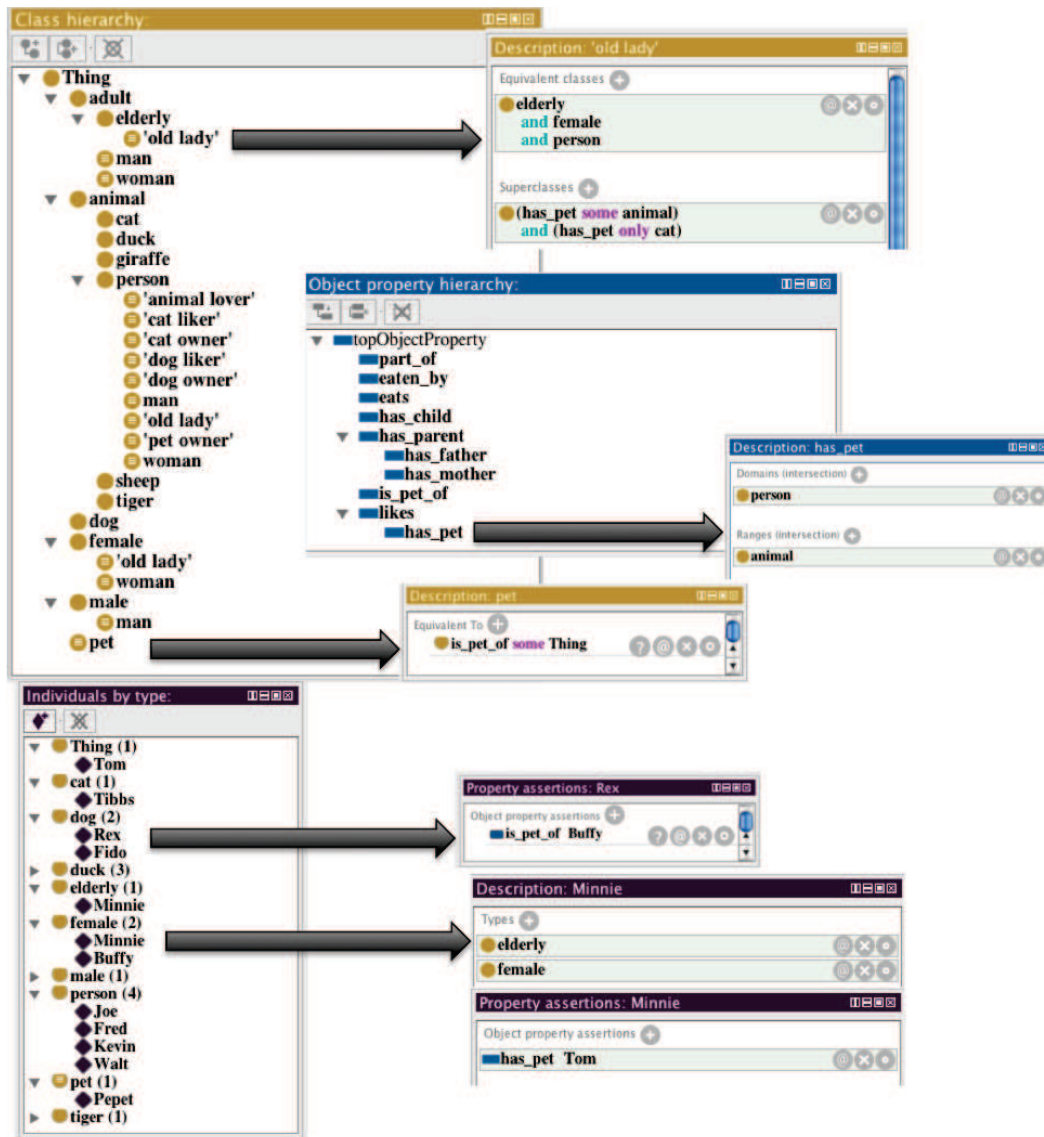 Class hierarchy:
Thing
adult
elderly
'old lady'
man
woman
animal
cat
duck
giraffe
person
'animal lover'
'cat liker'
'cat owner'
'dog liker'
'dog owner'
man
'old lady'
'pet owner'
woman
sheep
tiger
dog
female
'old lady'
woman
male
man
pet
Description: 'old lady'
Equivalent classes
elderly
and female
and person
Superclasses
(has_pet some animal)
and (has_pet only cat)
Object property hierarchy:
topObjectProperty
part_of
eaten_by
eats
has_child
has_parent
has_father
has_mother
is_pet_of
likes
has_pet
Description: has_pet
Domains (intersection)
person
Ranges (intersection)
animal
Description: pet
Equivalent To
is_pet_of some Thing
Individuals by type:
Thing (1)
Tom
cat (1)
Tibbs
dog (2)
Rex
Fido
duck (3)
elderly (1)
Minnie
female (2)
Minnie
Buffy
male (1)
person (4)
Joe
Fred
Kevin
Walt
pet (1)
Pepet
tiger (1)
Property assertions: Rex
Object property assertions
is_pet_of Buffy
Description: Minnie
Types
elderly
female
Property assertions: Minnie
Object property assertions
has_pet Tom